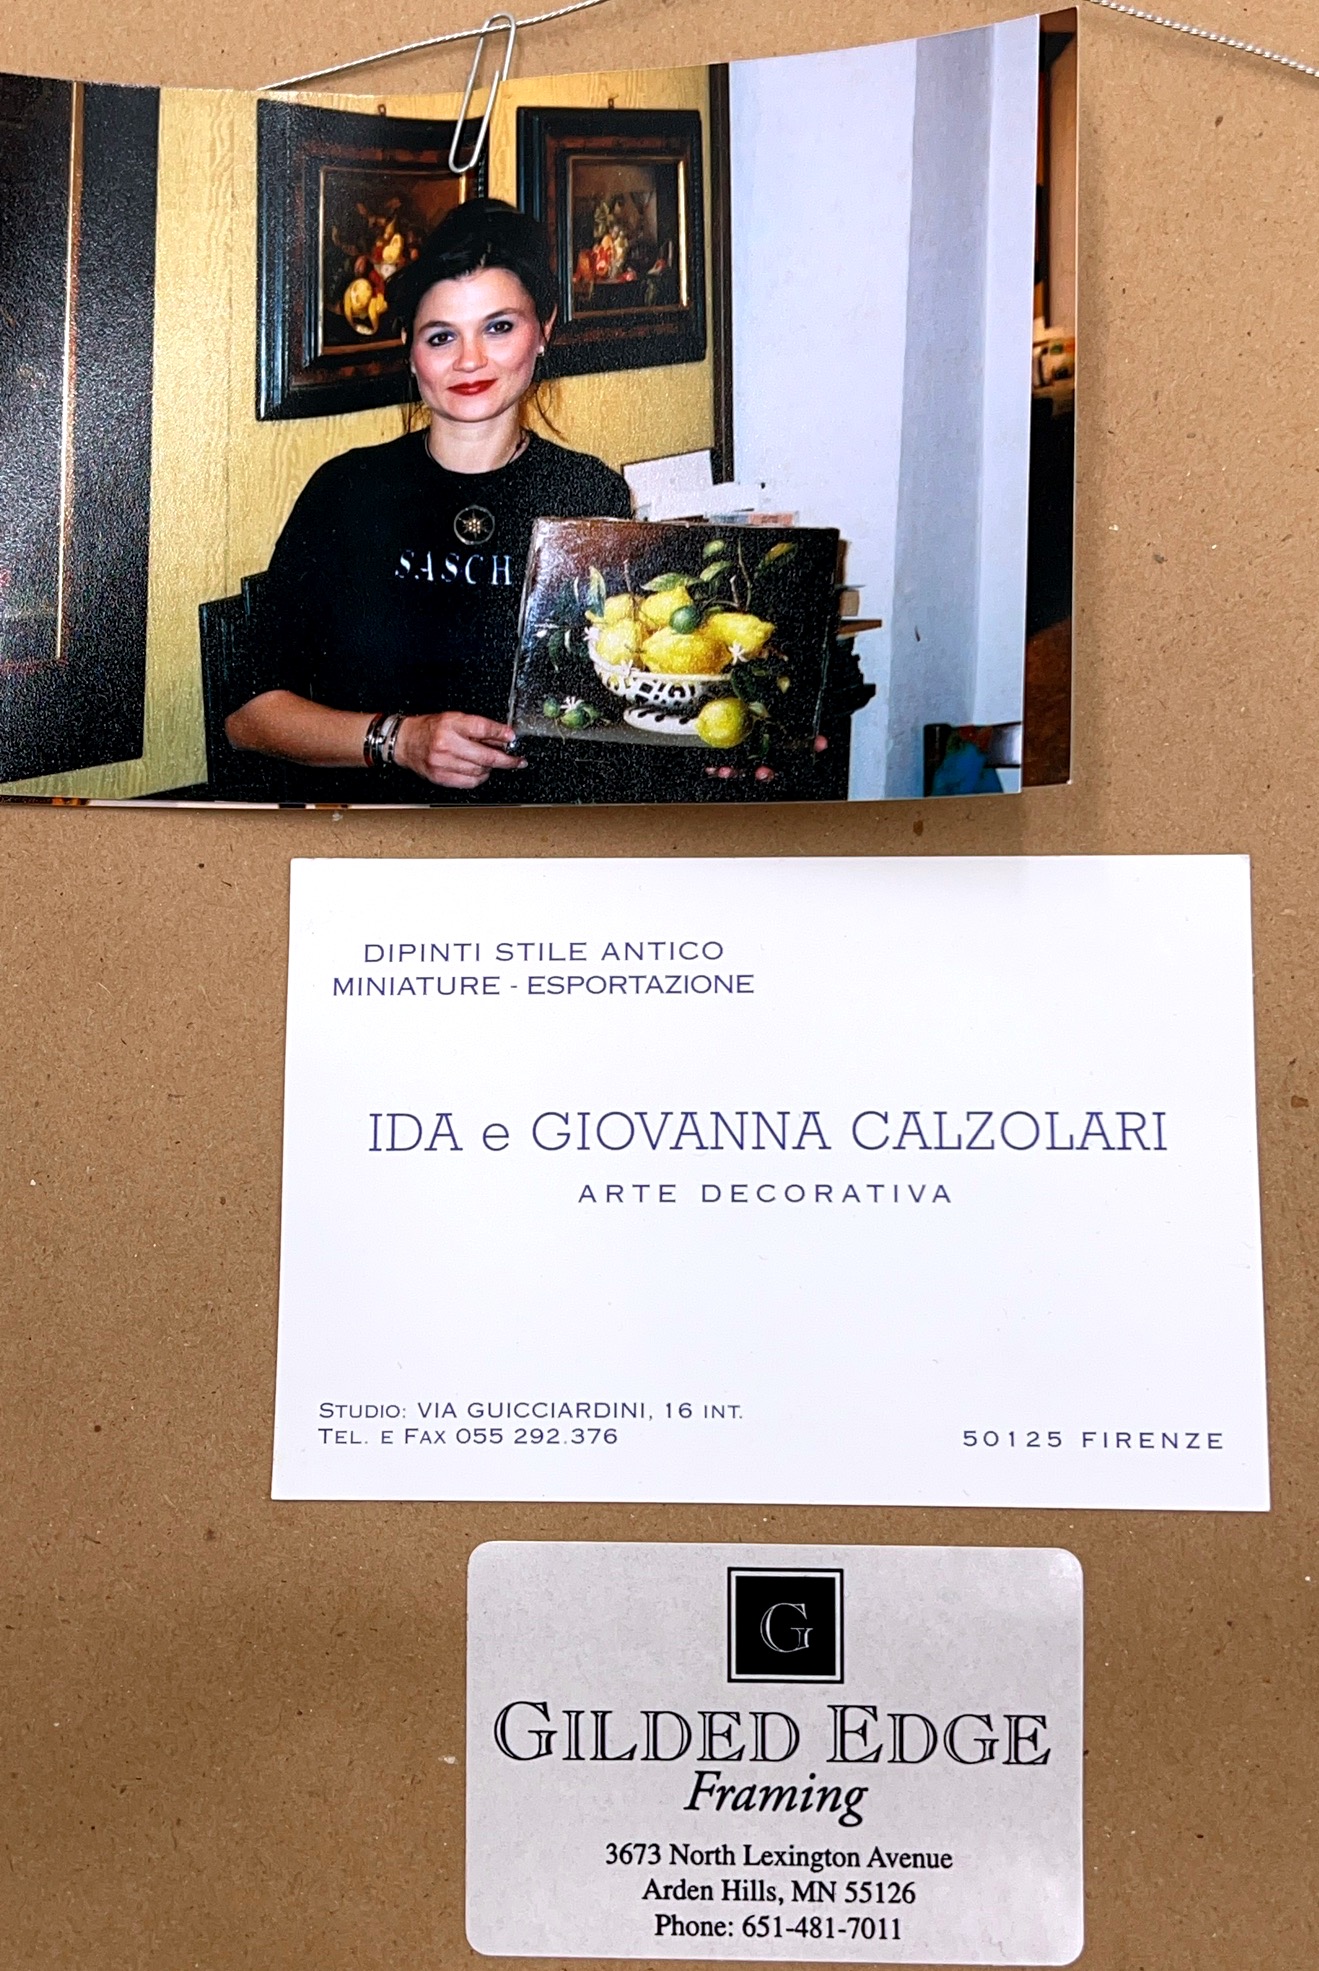 SASCH
DIPINTI STILE ANTICO
MINIATURE - ESPORTAZIONE
IDA e GIOVANNA CALZOLARI
ARTE DECORATIVA
STUDIO: VIA GUICCIARDINI, 16 INT.
TEL. E FAX 055 292.376
50125 FIRENZE
G
GILDED EDGE
Framing
3673 North Lexington Avenue
Arden Hills, MN 55126
Phone: 651-481-7011